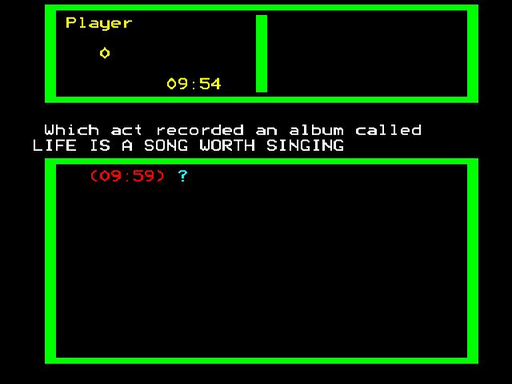 Player
0
09:54
Which act recorded an album called
LIFE IS A SONG WORTH SINGING
(09:59) ?